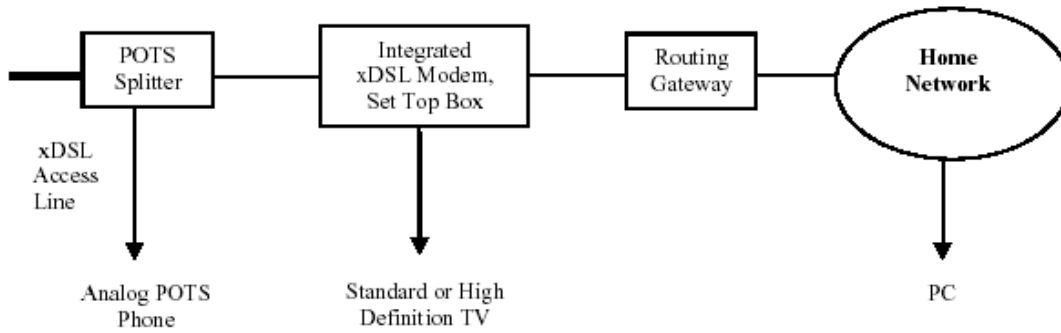 POTS
Splitter
Integrated
xDSL Modem,
Set Top Box
Routing
Gateway
Home
Network
xDSL
Access
Line
Analog POTS
Phone
Standard or High
Definition TV
PC